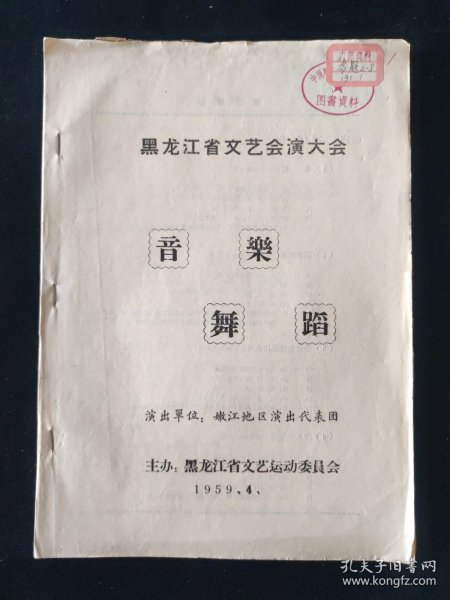 图書資料
黑龙江省文艺会演大会
音樂
舞蹈
演出單位：嫩江地区演出代表团
主办：黑龙江省文艺运动委員会
1959、4、
孔夫子旧书网
www.kongfz.com